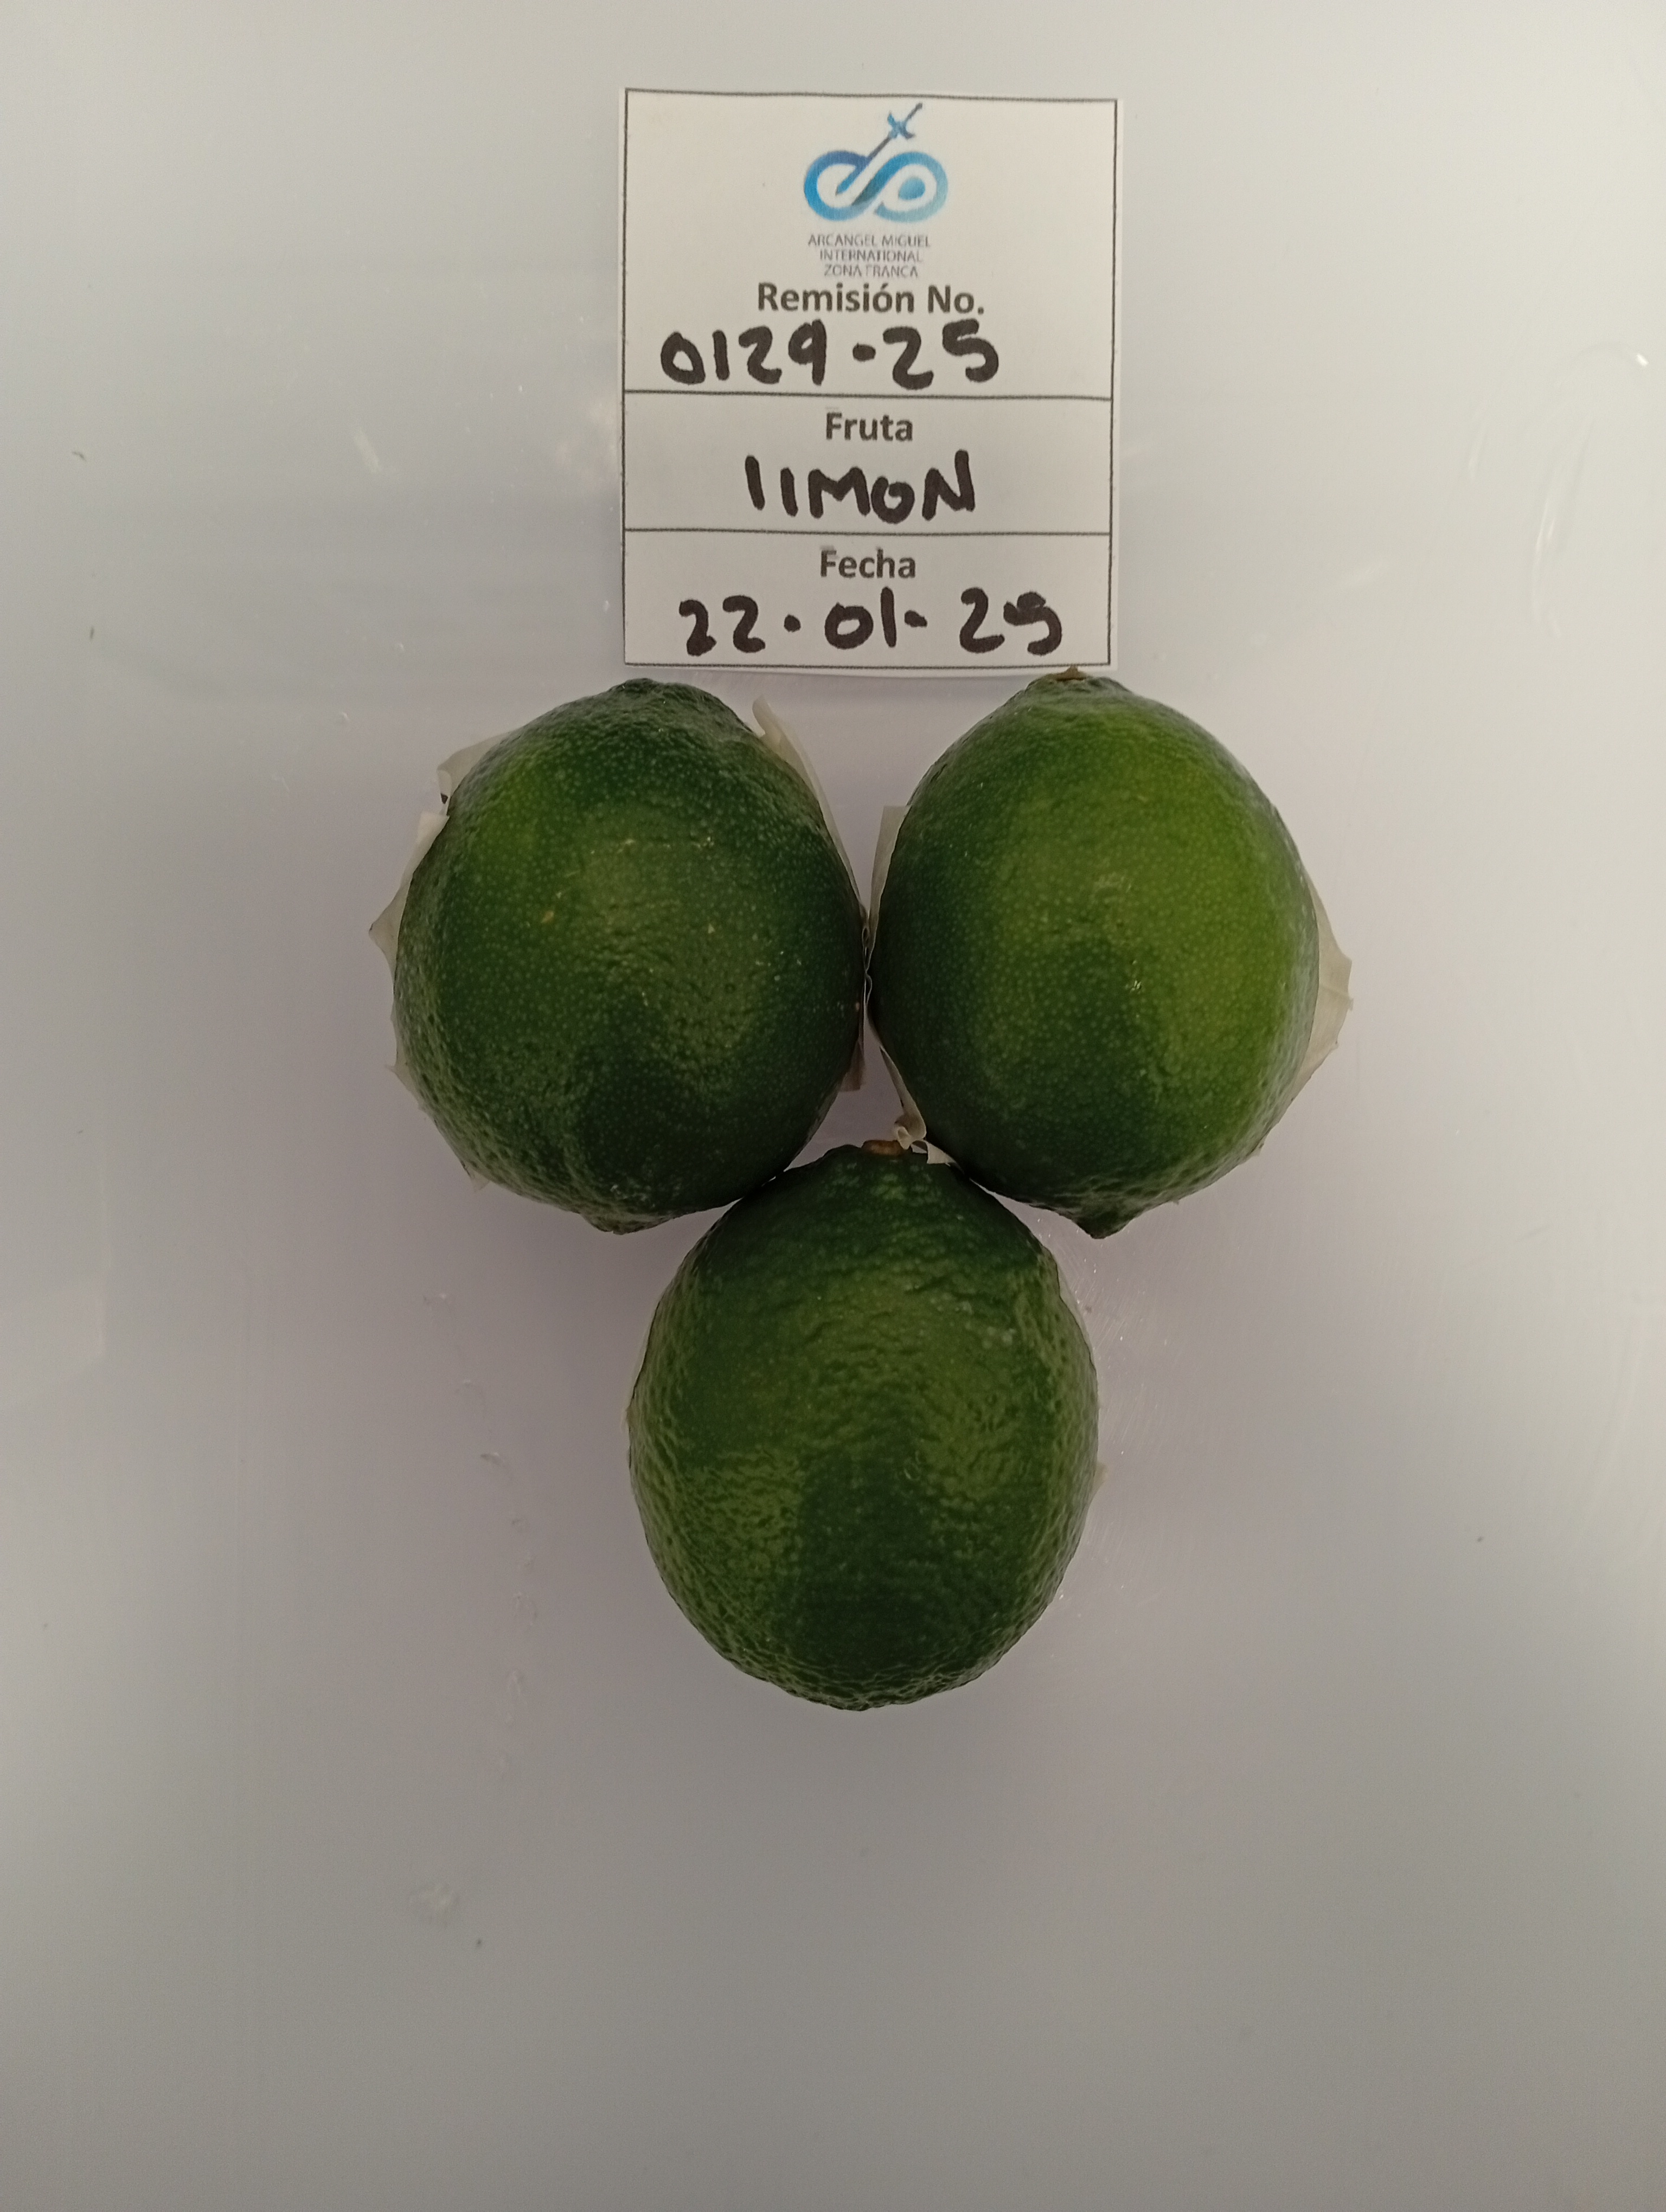 ARCANGEL MIGUEL
INTERNATIONAL
ZONA FRANCA
Remisión No.
0129-25
Fruta
lIMON
Fecha
22-01-25